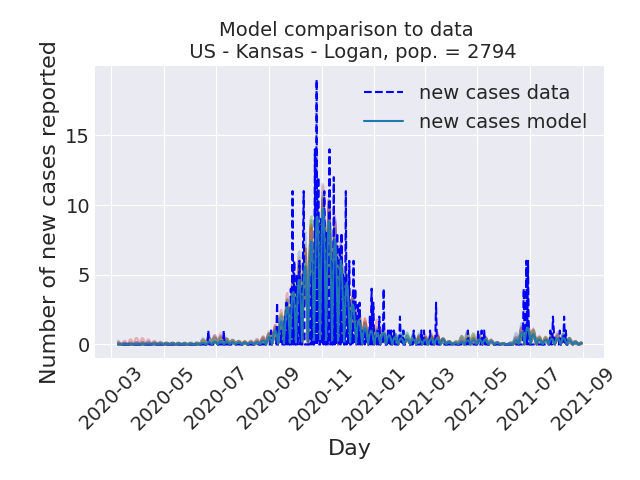 Model comparison to data
US - Kansas - Logan, pop. = 2794
Number of new cases reported
new cases data
new cases model
15
10
5
0
2020-03
2020-05
2020-07
2020-09
2020-11
2021-01
2021-03
2021-05
2021-07
2021-09
Day